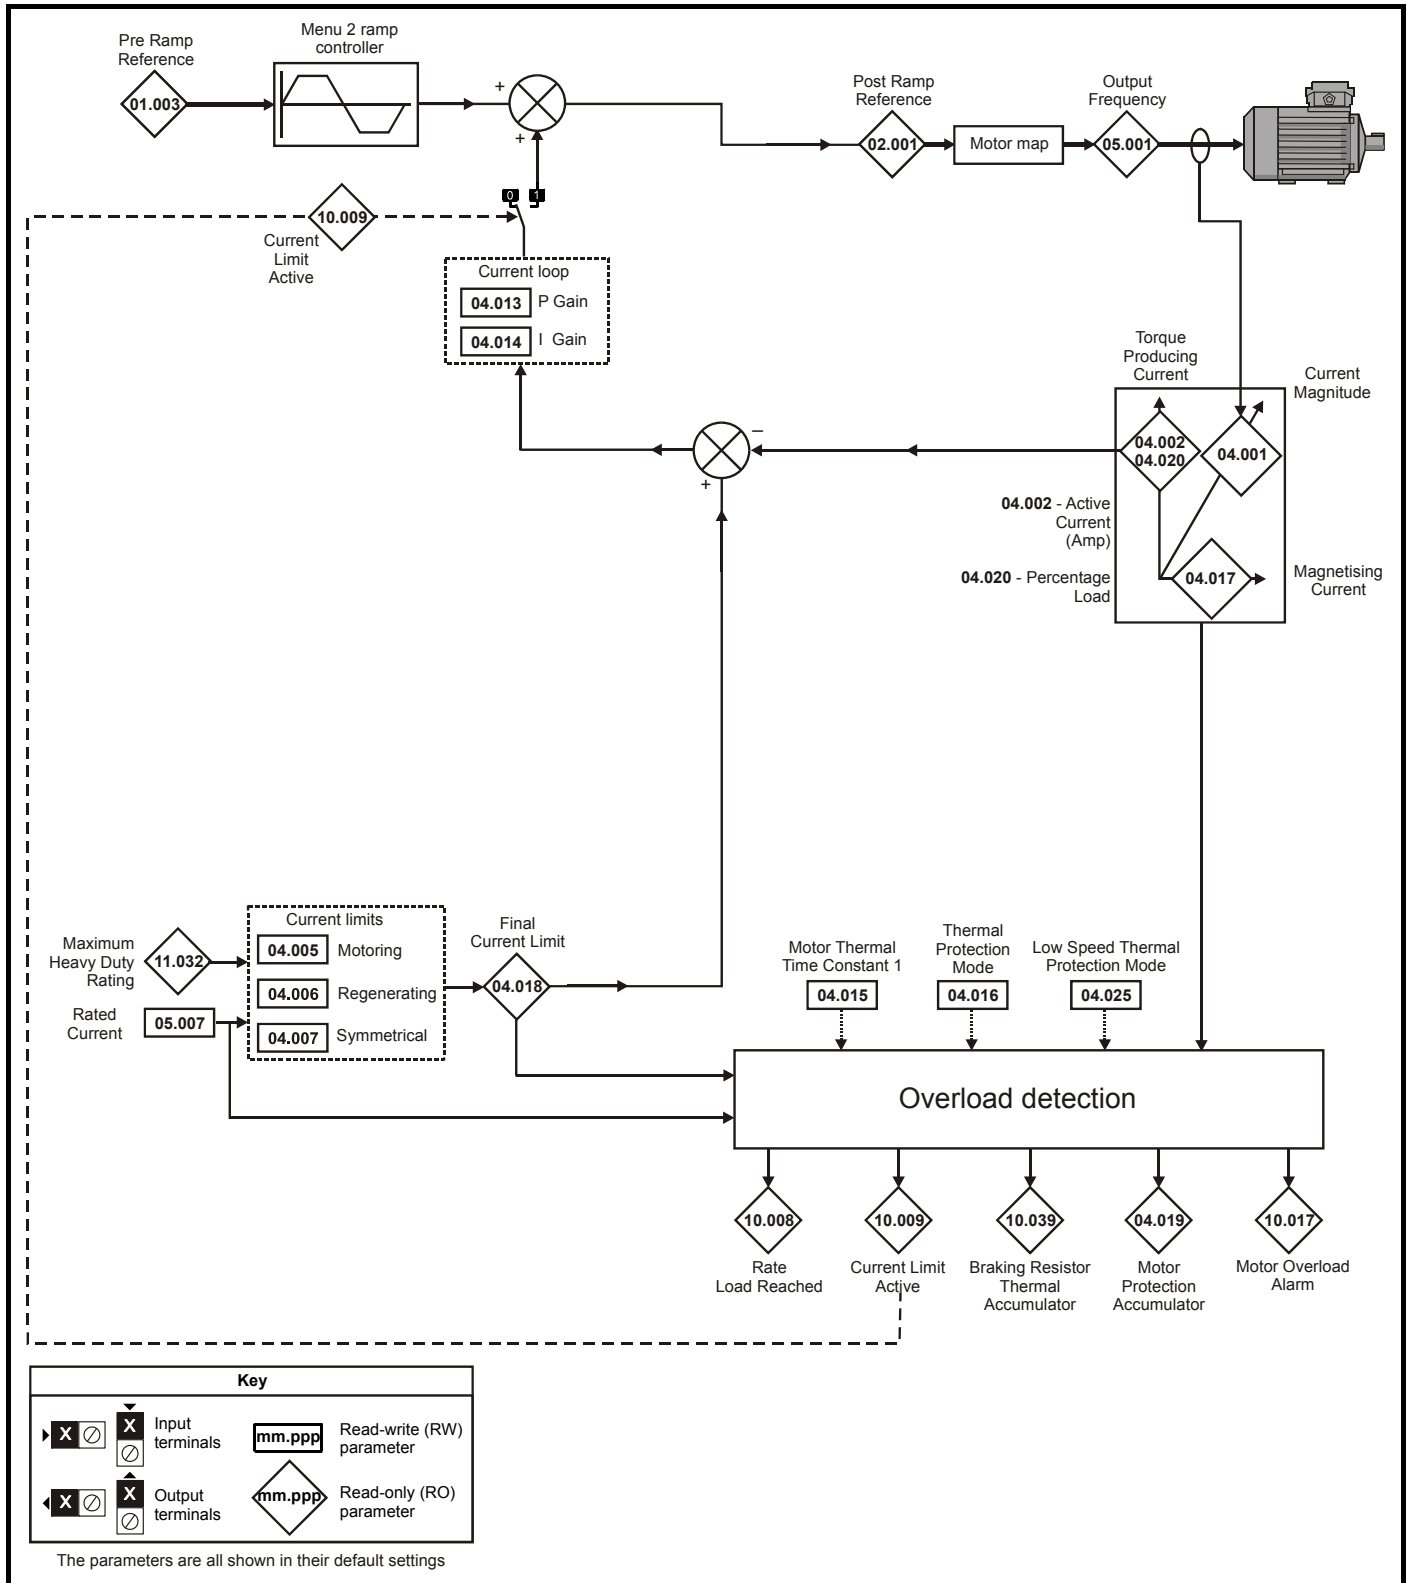 Pre Ramp
Reference
01.003
Menu 2 ramp
controller
+
+
Post Ramp
Reference
02.001
Motor map
Output
Frequency
05.001
0 1
10.009
Current
Limit
Active
Current loop
04.013 P Gain
04.014 I Gain
Torque
Producing
Current
Current
Magnitude
04.002
04.020
04.001
–
+
04.002 - Active
Current
(Amp)
04.020 - Percentage
Load
04.017
Magnetising
Current
Maximum
Heavy Duty
Rating
11.032
Rated
Current
05.007
Current limits
04.005 Motoring
04.006 Regenerating
04.007 Symmetrical
Final
Current Limit
04.018
Motor Thermal
Time Constant 1
04.015
Thermal
Protection
Mode
04.016
Low Speed Thermal
Protection Mode
04.025
Overload detection
10.008
Rate
Load Reached
10.009
Current Limit
Active
10.039
Braking Resistor
Thermal
Accumulator
04.019
Motor
Protection
Accumulator
10.017
Motor Overload
Alarm
Key
X
X
Input
terminals
mm.ppp
Read-write (RW)
parameter
X
X
Output
terminals
mm.ppp
Read-only (RO)
parameter
The parameters are all shown in their default settings